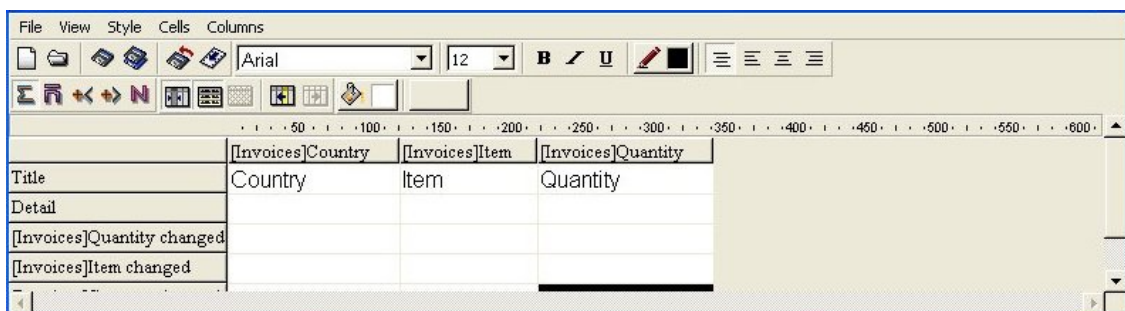 File View Style Cells Columns
Arial 12 B I U
Σ n +< +> N
50 100 150 200 250 300 350 400 450 500 550 600
[Invoices]Country [Invoices]Item [Invoices]Quantity
Title Country Item Quantity
Detail
[Invoices]Quantity changed
[Invoices]Item changed